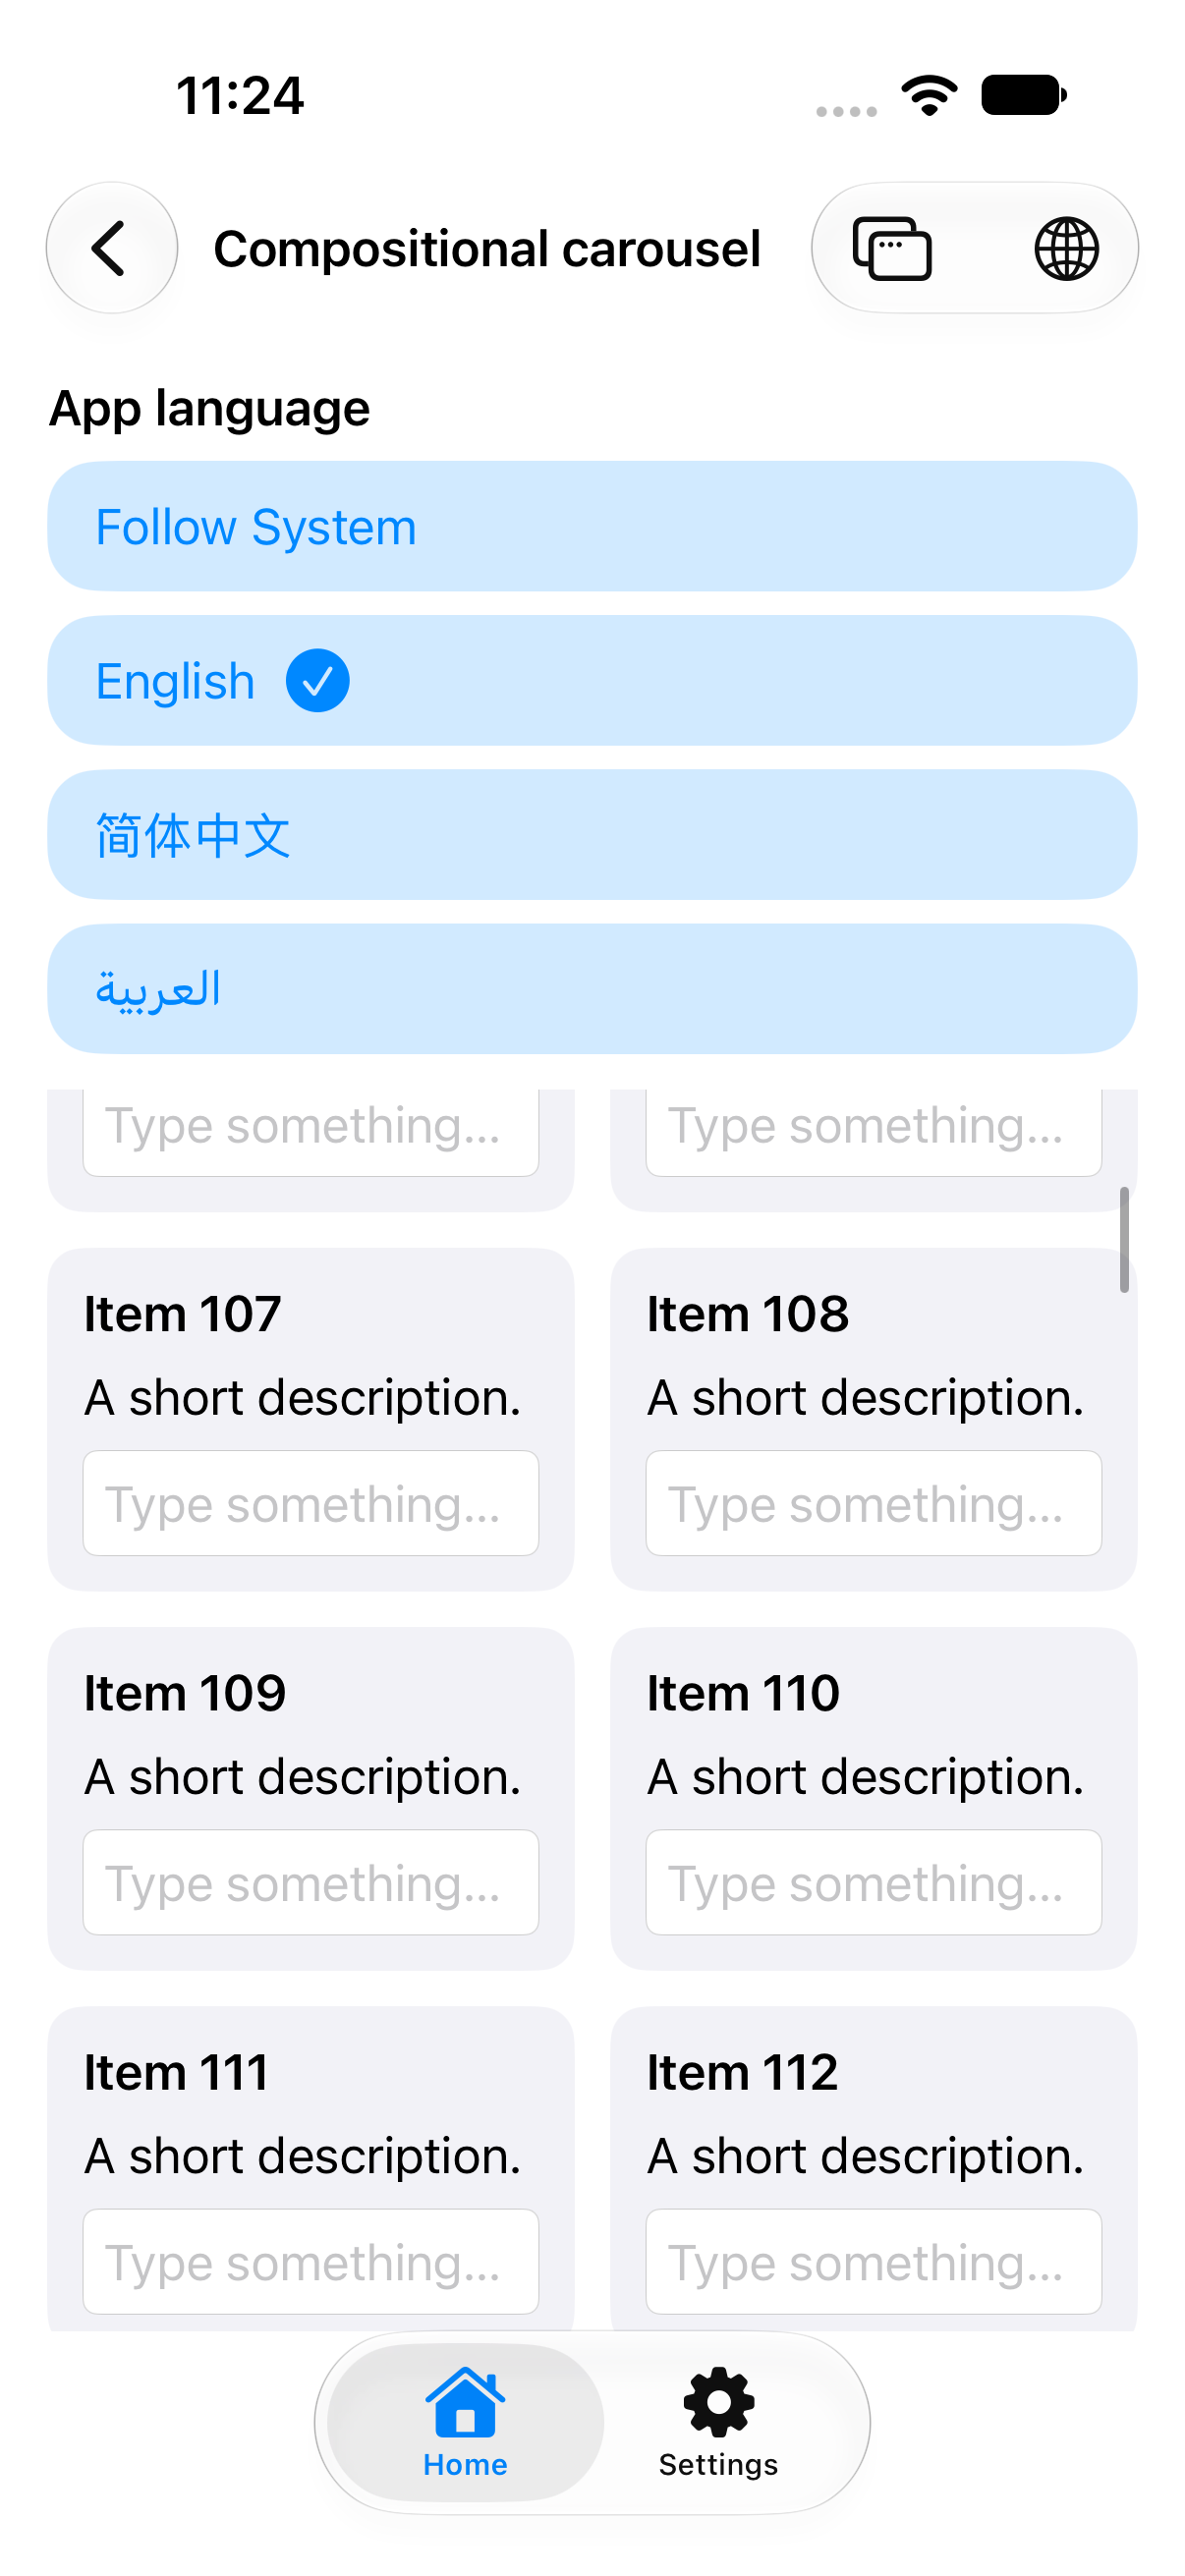 11:24
Compositional carousel
App language
Follow System
English
简体中文
العربية
Type something...
Type something...
Item 107
Item 108
A short description.
A short description.
Type something...
Type something...
Item 109
Item 110
A short description.
A short description.
Type something...
Type something...
Item 111
Item 112
A short description.
A short description.
Type something...
Type something...
Home
Settings